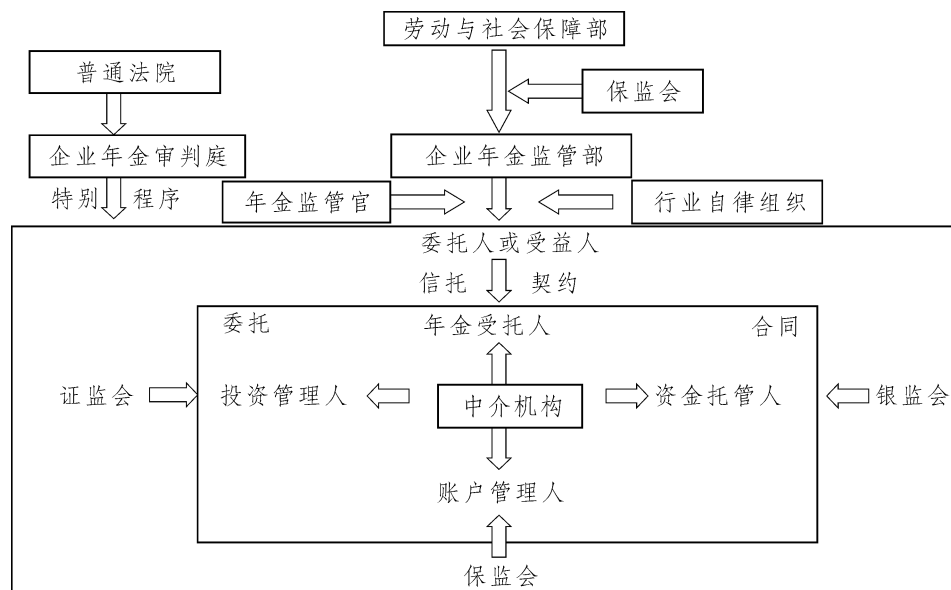 劳动与社会保障部
普通法院
保监会
企业年金审判庭
企业年金监管部
特别 程序
年金监管官
行业自律组织
委托人或受益人
信托 契约
委托 年金受托人 合同
证监会 投资管理人 中介机构 资金托管人 银监会
账户管理人
保监会